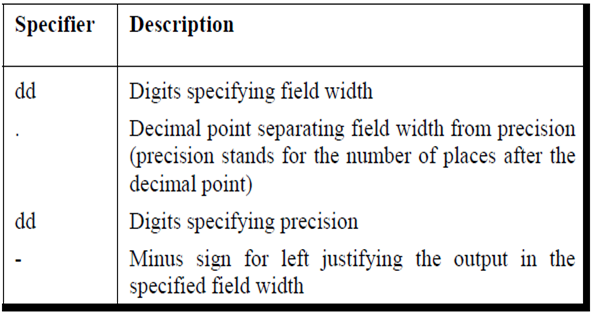 Specifier Description
dd Digits specifying field width
. Decimal point separating field width from precision
(precision stands for the number of places after the
decimal point)
dd Digits specifying precision
- Minus sign for left justifying the output in the
specified field width